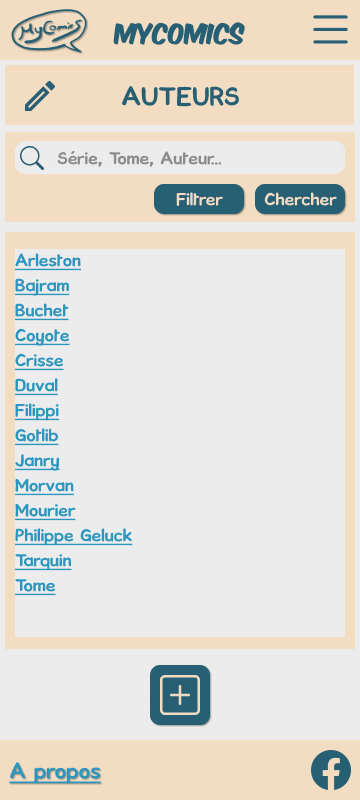 MyComics
MYCOMICS
AUTEURS
Série, Tome, Auteur...
Filtrer
Chercher
Arleston
Bajram
Buchet
Coyote
Crisse
Duval
Filippi
Gotlib
Janry
Morvan
Mourier
Philippe Geluck
Tarquin
Tome
A propos